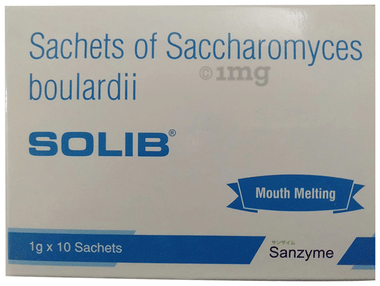 Sachets of Saccharomyces
boulardii
©1mg
SOLIB®
Mouth Melting
1g x 10 Sachets
サンザイム
Sanzyme